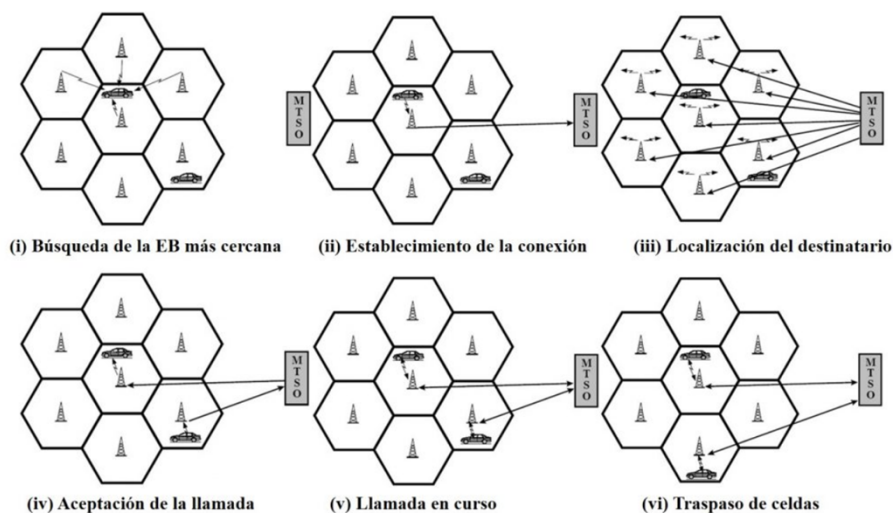 MTSO
MTSO
MTSO
(i) Búsqueda de la EB más cercana
(ii) Establecimiento de la conexión
(iii) Localización del destinatario
MTSO
MTSO
MTSO
(iv) Aceptación de la llamada
(v) Llamada en curso
(vi) Traspaso de celdas